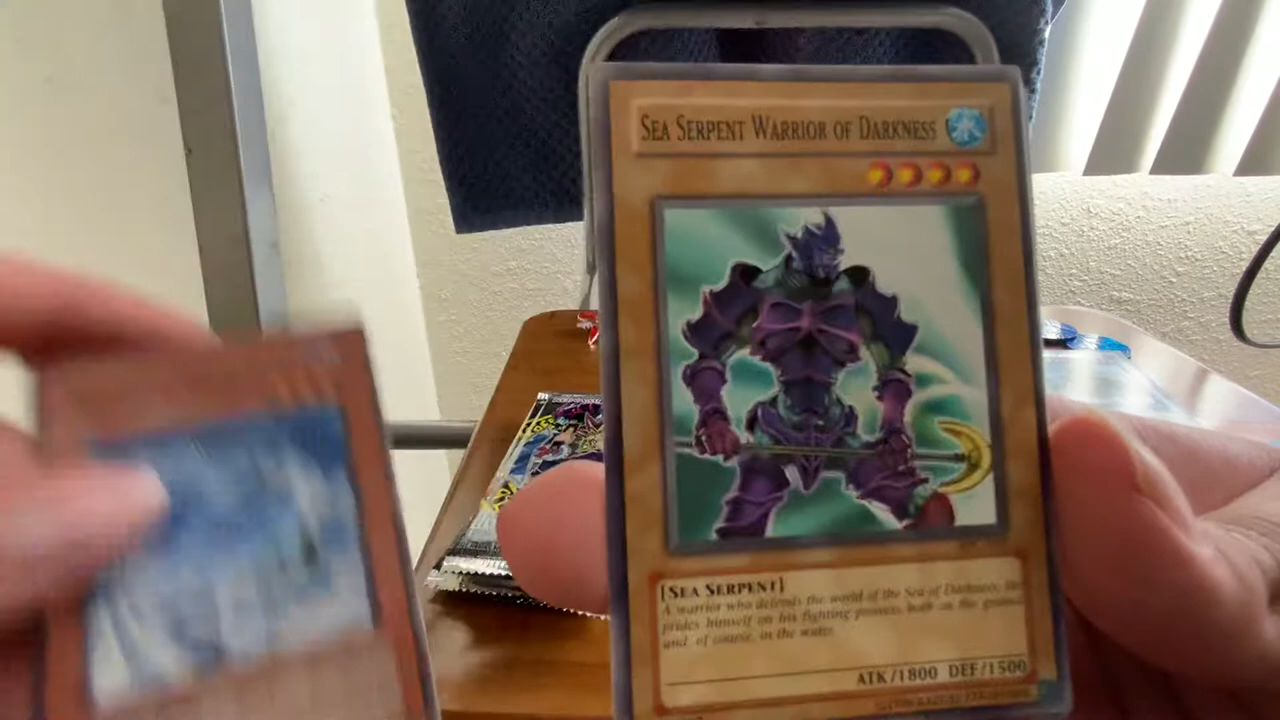 SEA SERPENT WARRIOR OF DARKNESS
[SEA SERPENT]
A warrior who defends the world of the Sea of Darkness. He
prides himself on his fighting prowess both on the ground
and, of course, in the water.
ATK/1800 DEF/1500